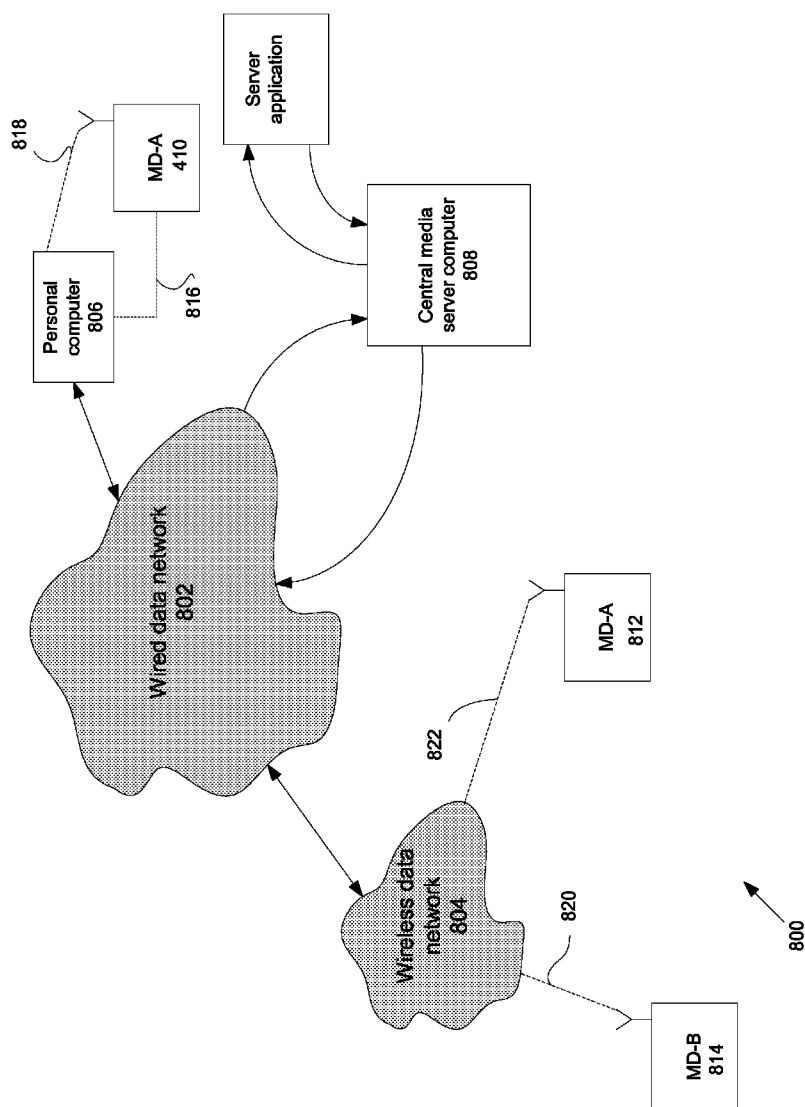 818
MD-A
410
Server
application
Personal
computer
806
816
Central media
server computer
808
Wired data network
802
MD-A
812
822
Wireless data
network
804
820
MD-B
814
800